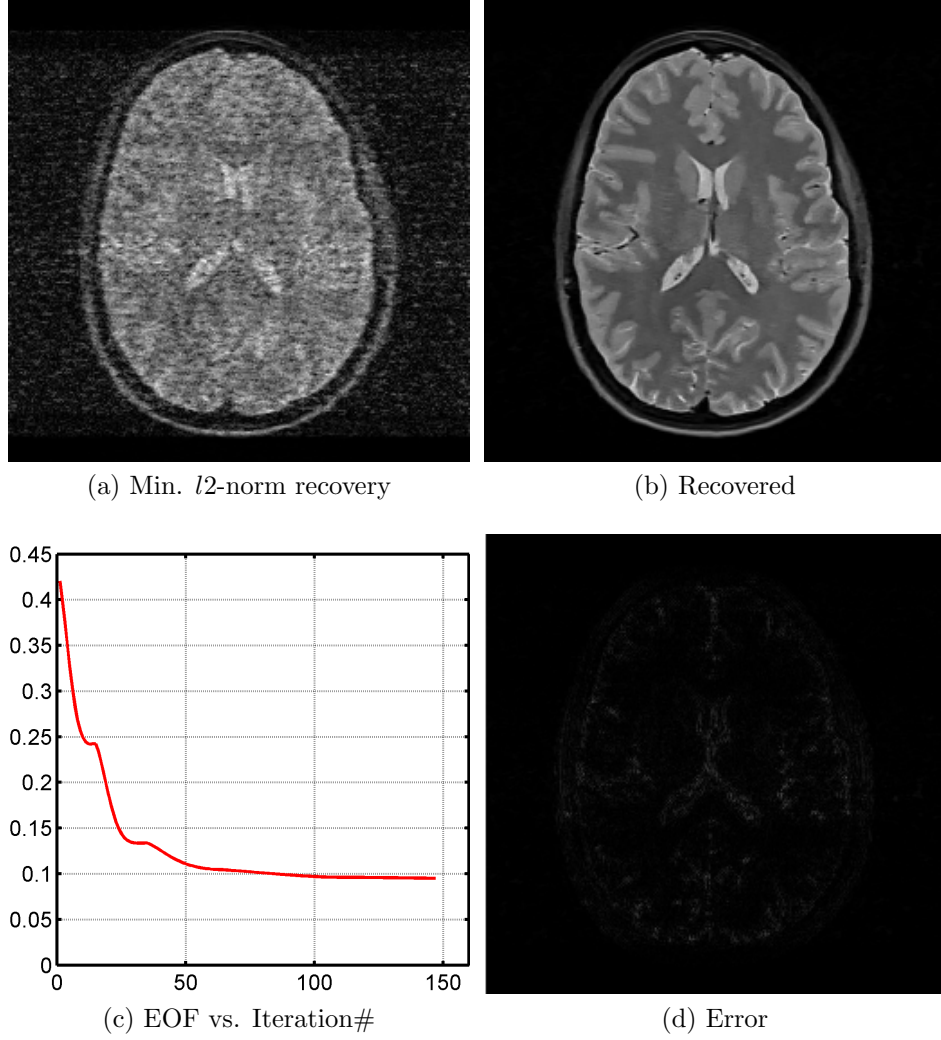 (a) Min. l2-norm recovery
(b) Recovered
0.45
0.4
0.35
0.3
0.25
0.2
0.15
0.1
0.05
0
0 50 100 150
(c) EOF vs. Iteration#
(d) Error